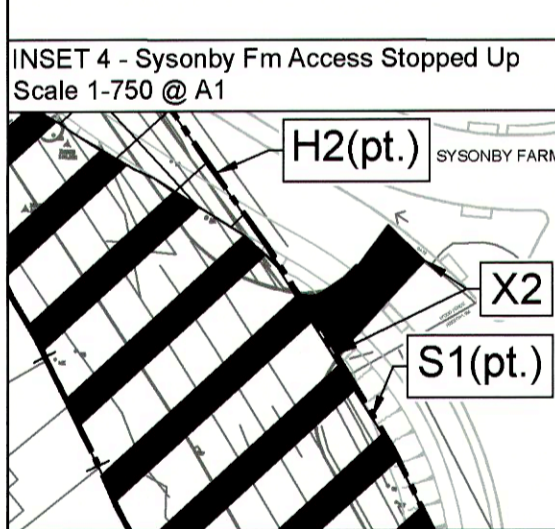 INSET 4 - Sysonby Fm Access Stopped Up
Scale 1-750 @ A1
H2(pt.)
SYSONBY FARM
X2
S1(pt.)